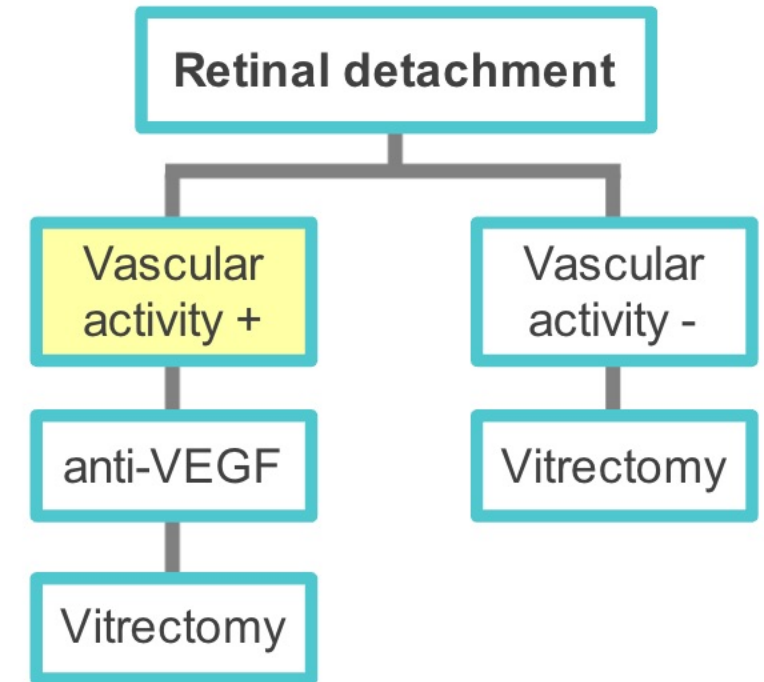 Retinal detachment
Vascular
activity +
Vascular
activity -
anti-VEGF
Vitrectomy
Vitrectomy